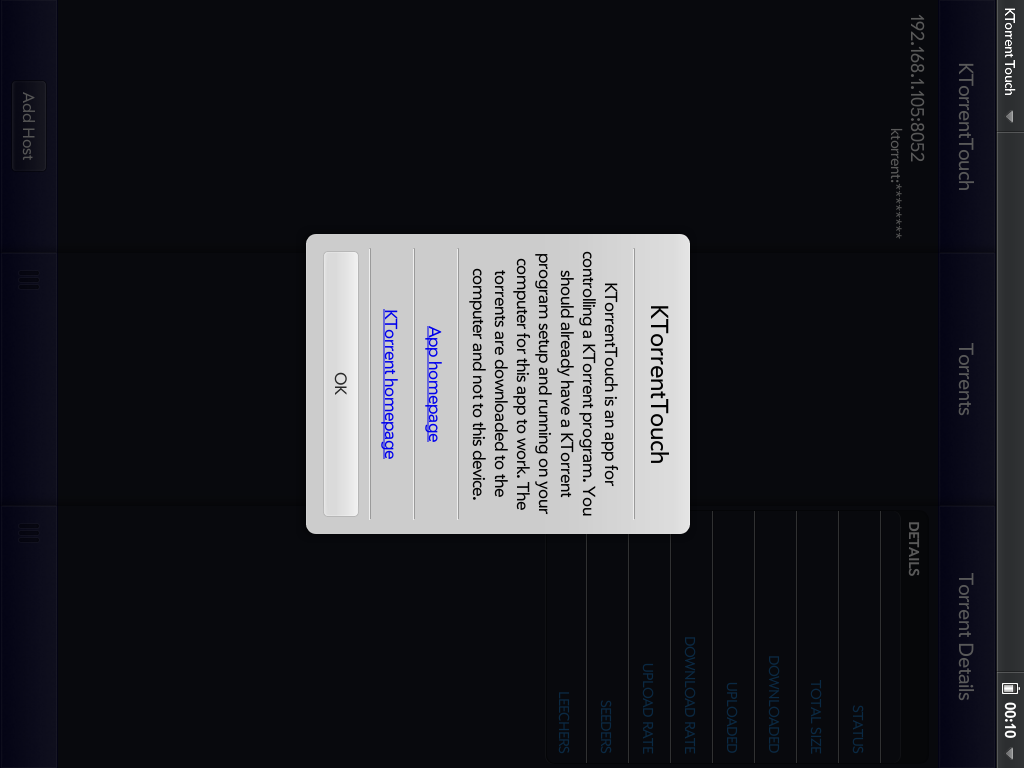 KTorrentTouch
00:10
KTorrentTouch
Torrents
Torrent Details
192.168.1.105:8052
ktorrent:********
DETAILS
STATUS
TOTAL SIZE
DOWNLOADED
UPLOADED
DOWNLOAD RATE
UPLOAD RATE
SEEDERS
LEECHERS
KTorrentTouch
KTorrentTouch is an app for
controlling a KTorrent program. You
should already have a KTorrent
program setup and running on your
computer for this app to work. The
torrents are downloaded to the
computer and not to this device.
App homepage
KTorrent homepage
OK
Add Host